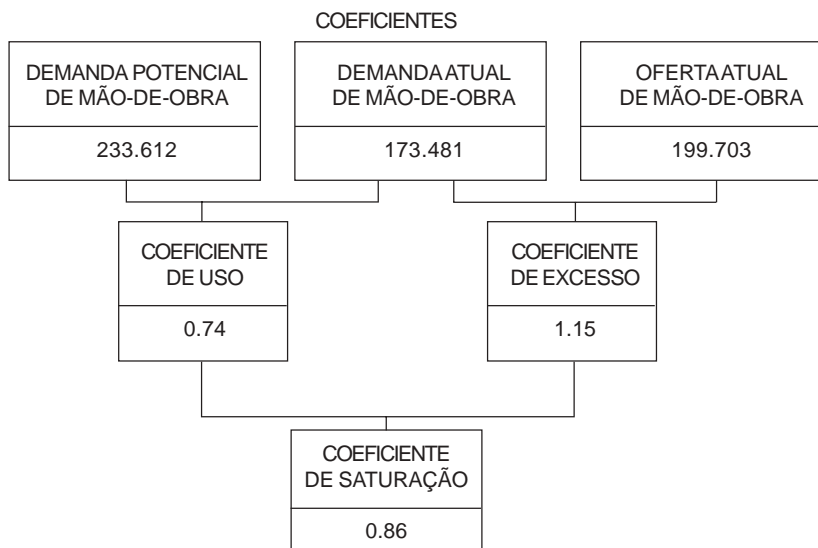 COEFICIENTES
DEMANDA POTENCIAL
DE MÃO-DE-OBRA
233.612
DEMANDA ATUAL
DE MÃO-DE-OBRA
173.481
OFERTA ATUAL
DE MÃO-DE-OBRA
199.703
COEFICIENTE
DE USO
0.74
COEFICIENTE
DE EXCESSO
1.15
COEFICIENTE
DE SATURAÇÃO
0.86